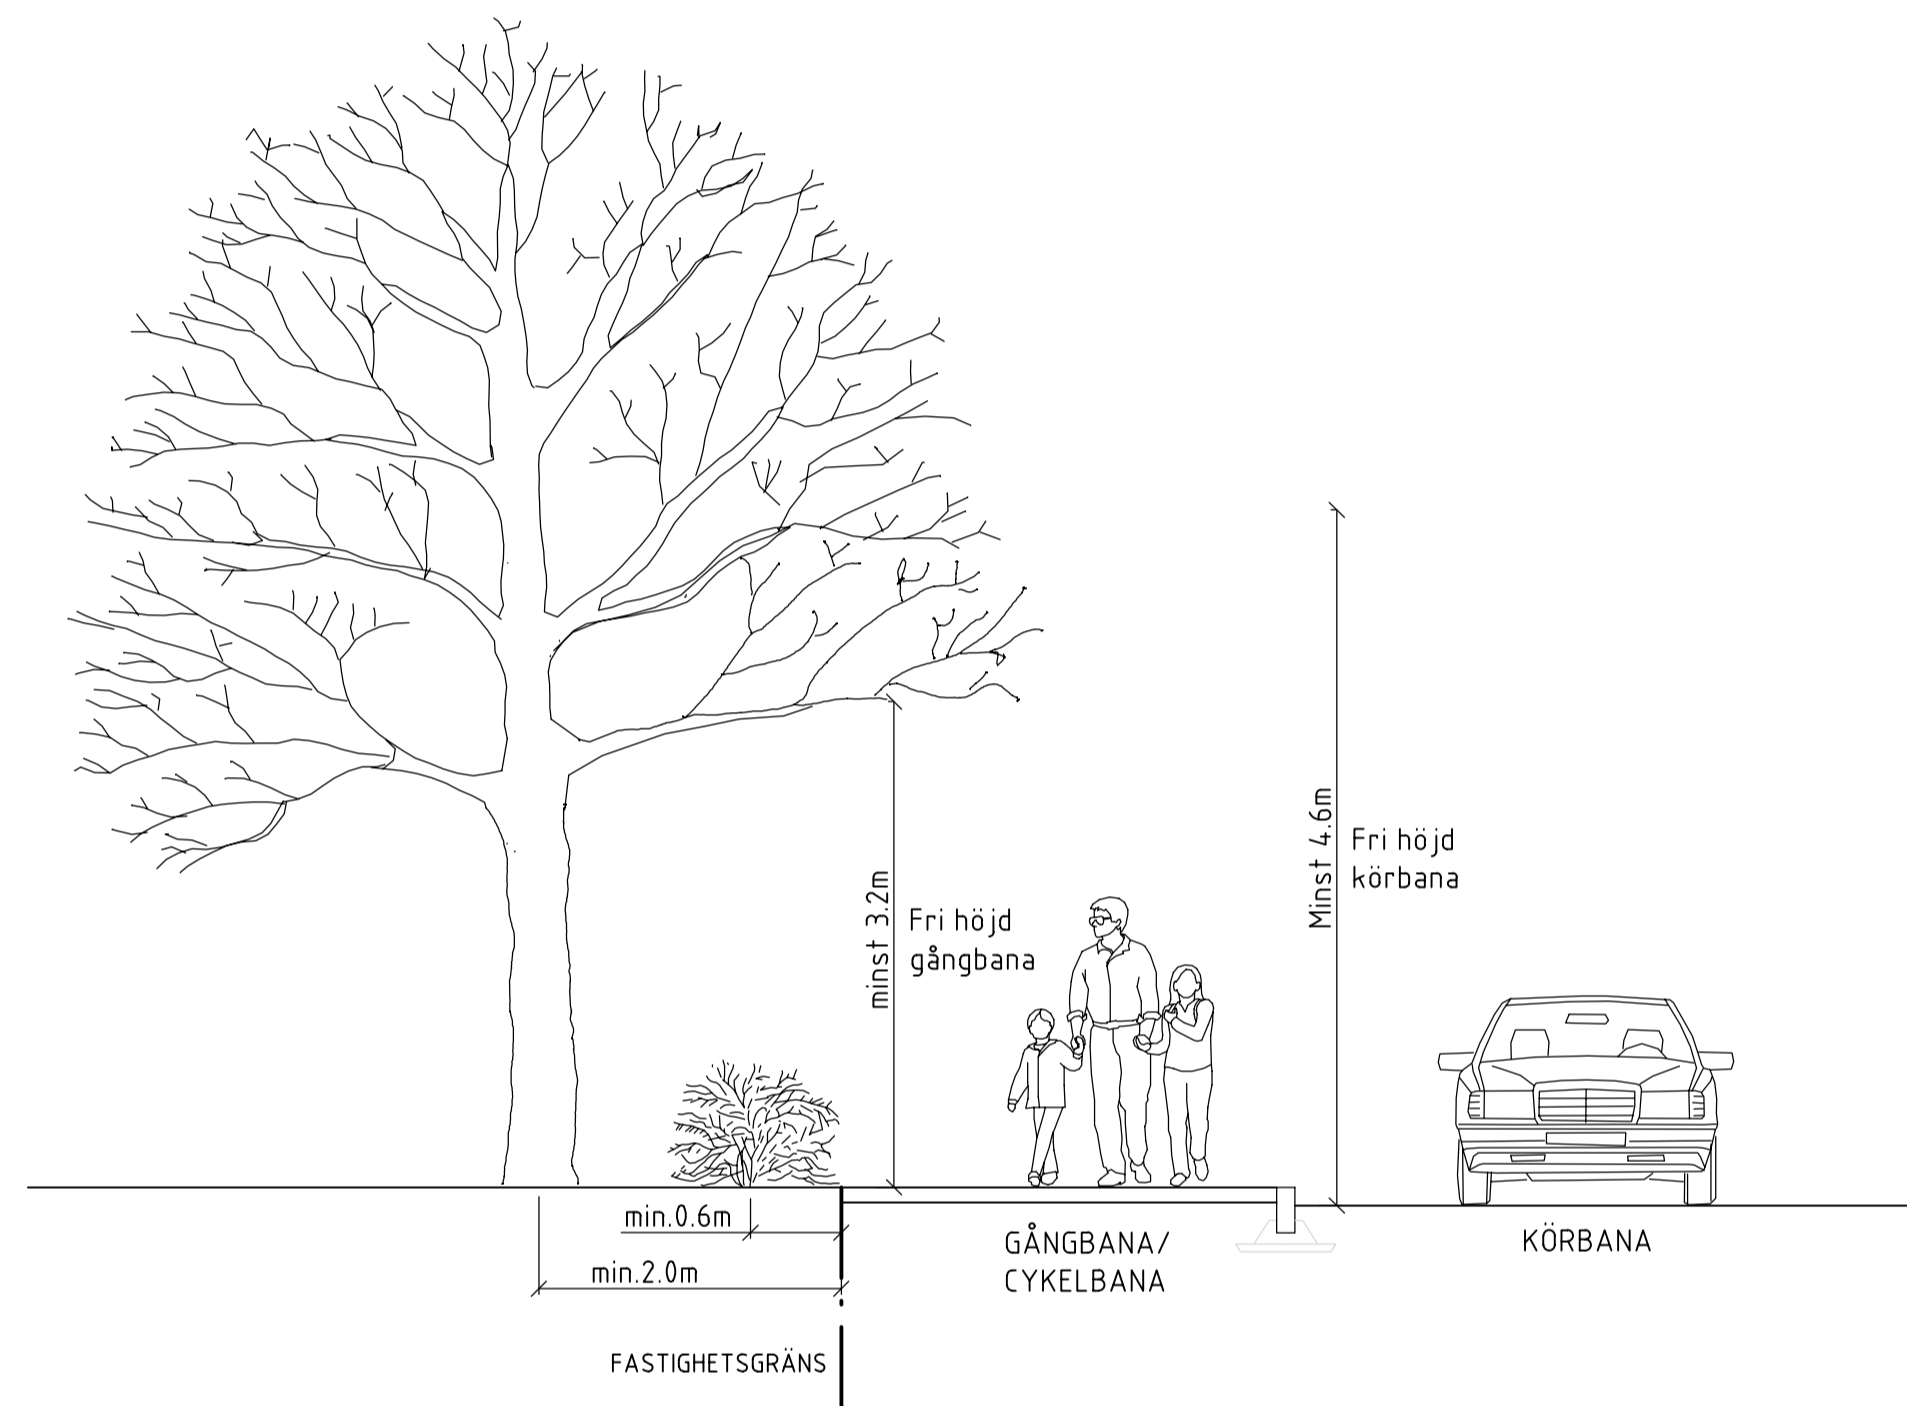 Minst 4.6m
Fri höjd
körbana
minst 3.2m
Fri höjd
gångbana
min.0.6m
min.2.0m
GÅNGBANA/
CYKELBANA
KÖRBANA
FASTIGHETSGRÄNS